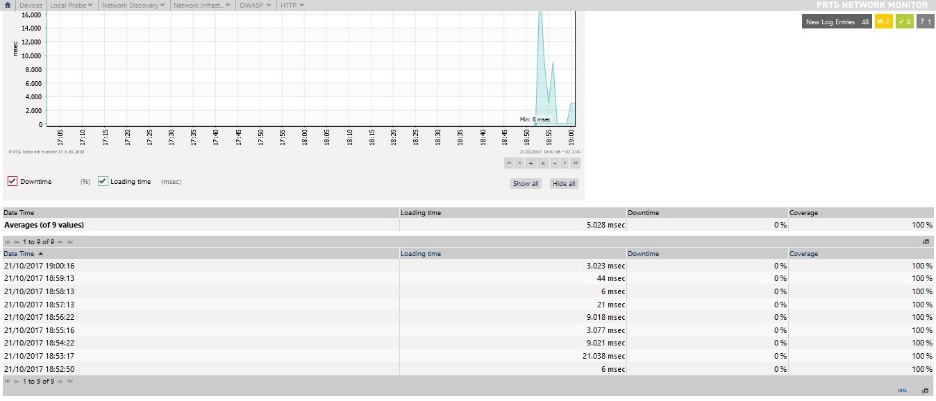 Devices Local Probe Network Discovery Network Infrast... OWASP HTTP PRTG NETWORK MONITOR
New Log Entries 48 W 2 8 ? 1
16.000
14.000
12.000
10.000
8.000
6.000
4.000
2.000
0
msec
Min: 6 msec
17:05 17:10 17:15 17:20 17:25 17:30 17:35 17:40 17:45 17:50 17:55 18:00 18:05 18:10 18:15 18:20 18:25 18:30 18:35 18:40 18:45 18:50 18:55 19:00
Downtime (%) Loading time (msec) Show all Hide all
Date Time Loading time Downtime Coverage
Averages (of 9 values) 5.028 msec 0 % 100 %
1 to 9 of 9
Date Time Loading time Downtime Coverage
21/10/2017 19:00:16 3.023 msec 0 % 100 %
21/10/2017 18:59:13 44 msec 0 % 100 %
21/10/2017 18:58:13 6 msec 0 % 100 %
21/10/2017 18:57:13 21 msec 0 % 100 %
21/10/2017 18:56:22 9.018 msec 0 % 100 %
21/10/2017 18:55:16 3.077 msec 0 % 100 %
21/10/2017 18:54:22 9.021 msec 0 % 100 %
21/10/2017 18:53:17 21.038 msec 0 % 100 %
21/10/2017 18:52:50 6 msec 0 % 100 %
1 to 9 of 9
XML